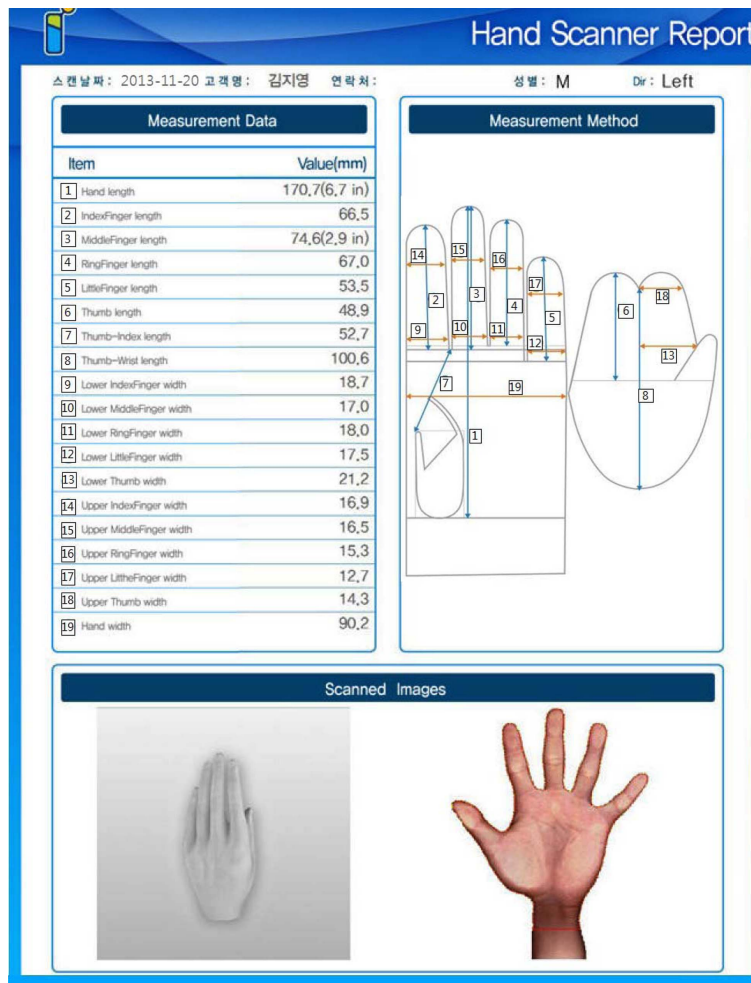 Hand Scanner Report
스캔날짜: 2013-11-20 고객명: 김지영 연락처: 성별: M Dir: Left
Measurement Data
Item Value(mm)
1 Hand length 170.7(6.7 in)
2 IndexFinger length 66.5
3 MiddleFinger length 74.6(2.9 in)
4 RingFinger length 67.0
5 LittleFinger length 53.5
6 Thumb length 48.9
7 Thumb-Index length 52.7
8 Thumb-Wrist length 100.6
9 Lower IndexFinger width 18.7
10 Lower MiddleFinger width 17.0
11 Lower RingFinger width 18.0
12 Lower LittleFinger width 17.5
13 Lower Thumb width 21.2
14 Upper IndexFinger width 16.9
15 Upper MiddleFinger width 16.5
16 Upper RingFinger width 15.3
17 Upper LittheFinger width 12.7
18 Upper Thumb width 14.3
19 Hand width 90.2
Measurement Method
14 15 16 17 18
2 3 4 5 6
9 10 11 12 13
7 19 8
1
Scanned Images